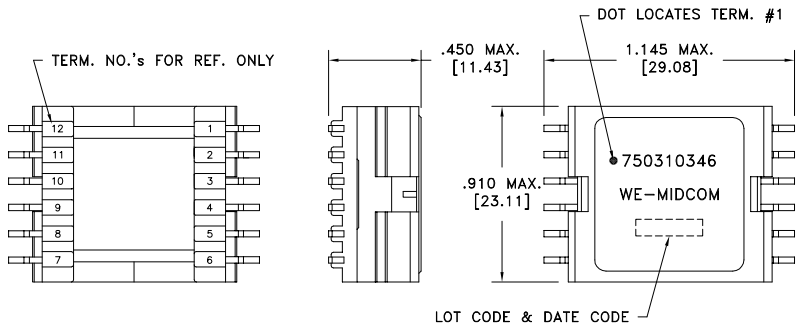 DOT LOCATES TERM. #1
TERM. NO.'s FOR REF. ONLY
.450 MAX.
[11.43]
1.145 MAX.
[29.08]
12 1
11 2
10 3
9 4
8 5
7 6
.910 MAX.
[23.11]
750310346
WE-MIDCOM
LOT CODE & DATE CODE